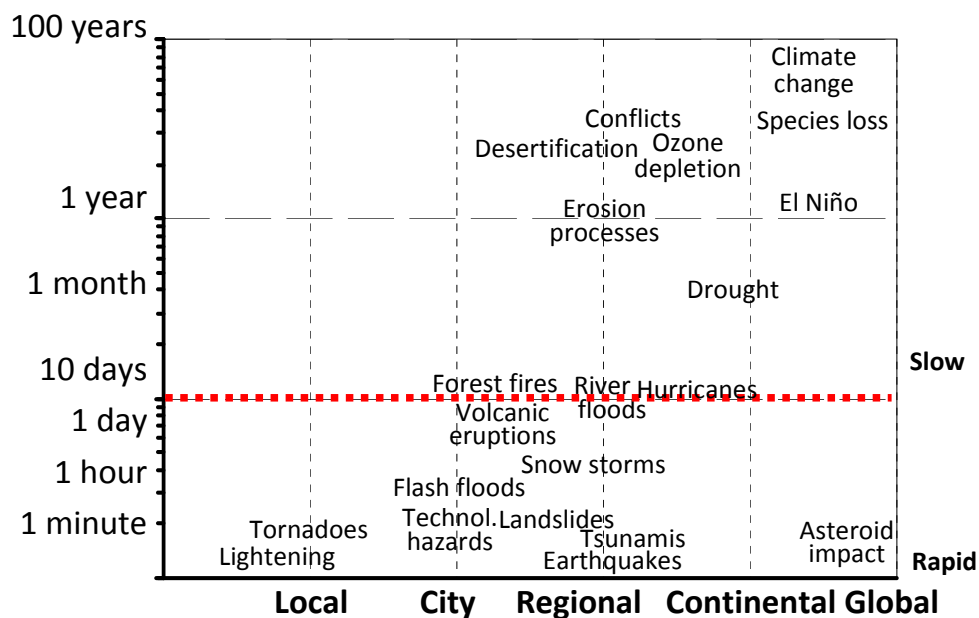 100 years
Climate
change
Conflicts
Species loss
Desertification
Ozone
depletion
1 year
El Niño
Erosion
processes
1 month
Drought
10 days
Slow
Forest fires
River
floods
Hurricanes
1 day
Volcanic
eruptions
1 hour
Snow storms
Flash floods
1 minute
Tornadoes
Lightening
Technol.
hazards
Landslides
Tsunamis
Earthquakes
Asteroid
impact
Rapid
Local City Regional Continental Global